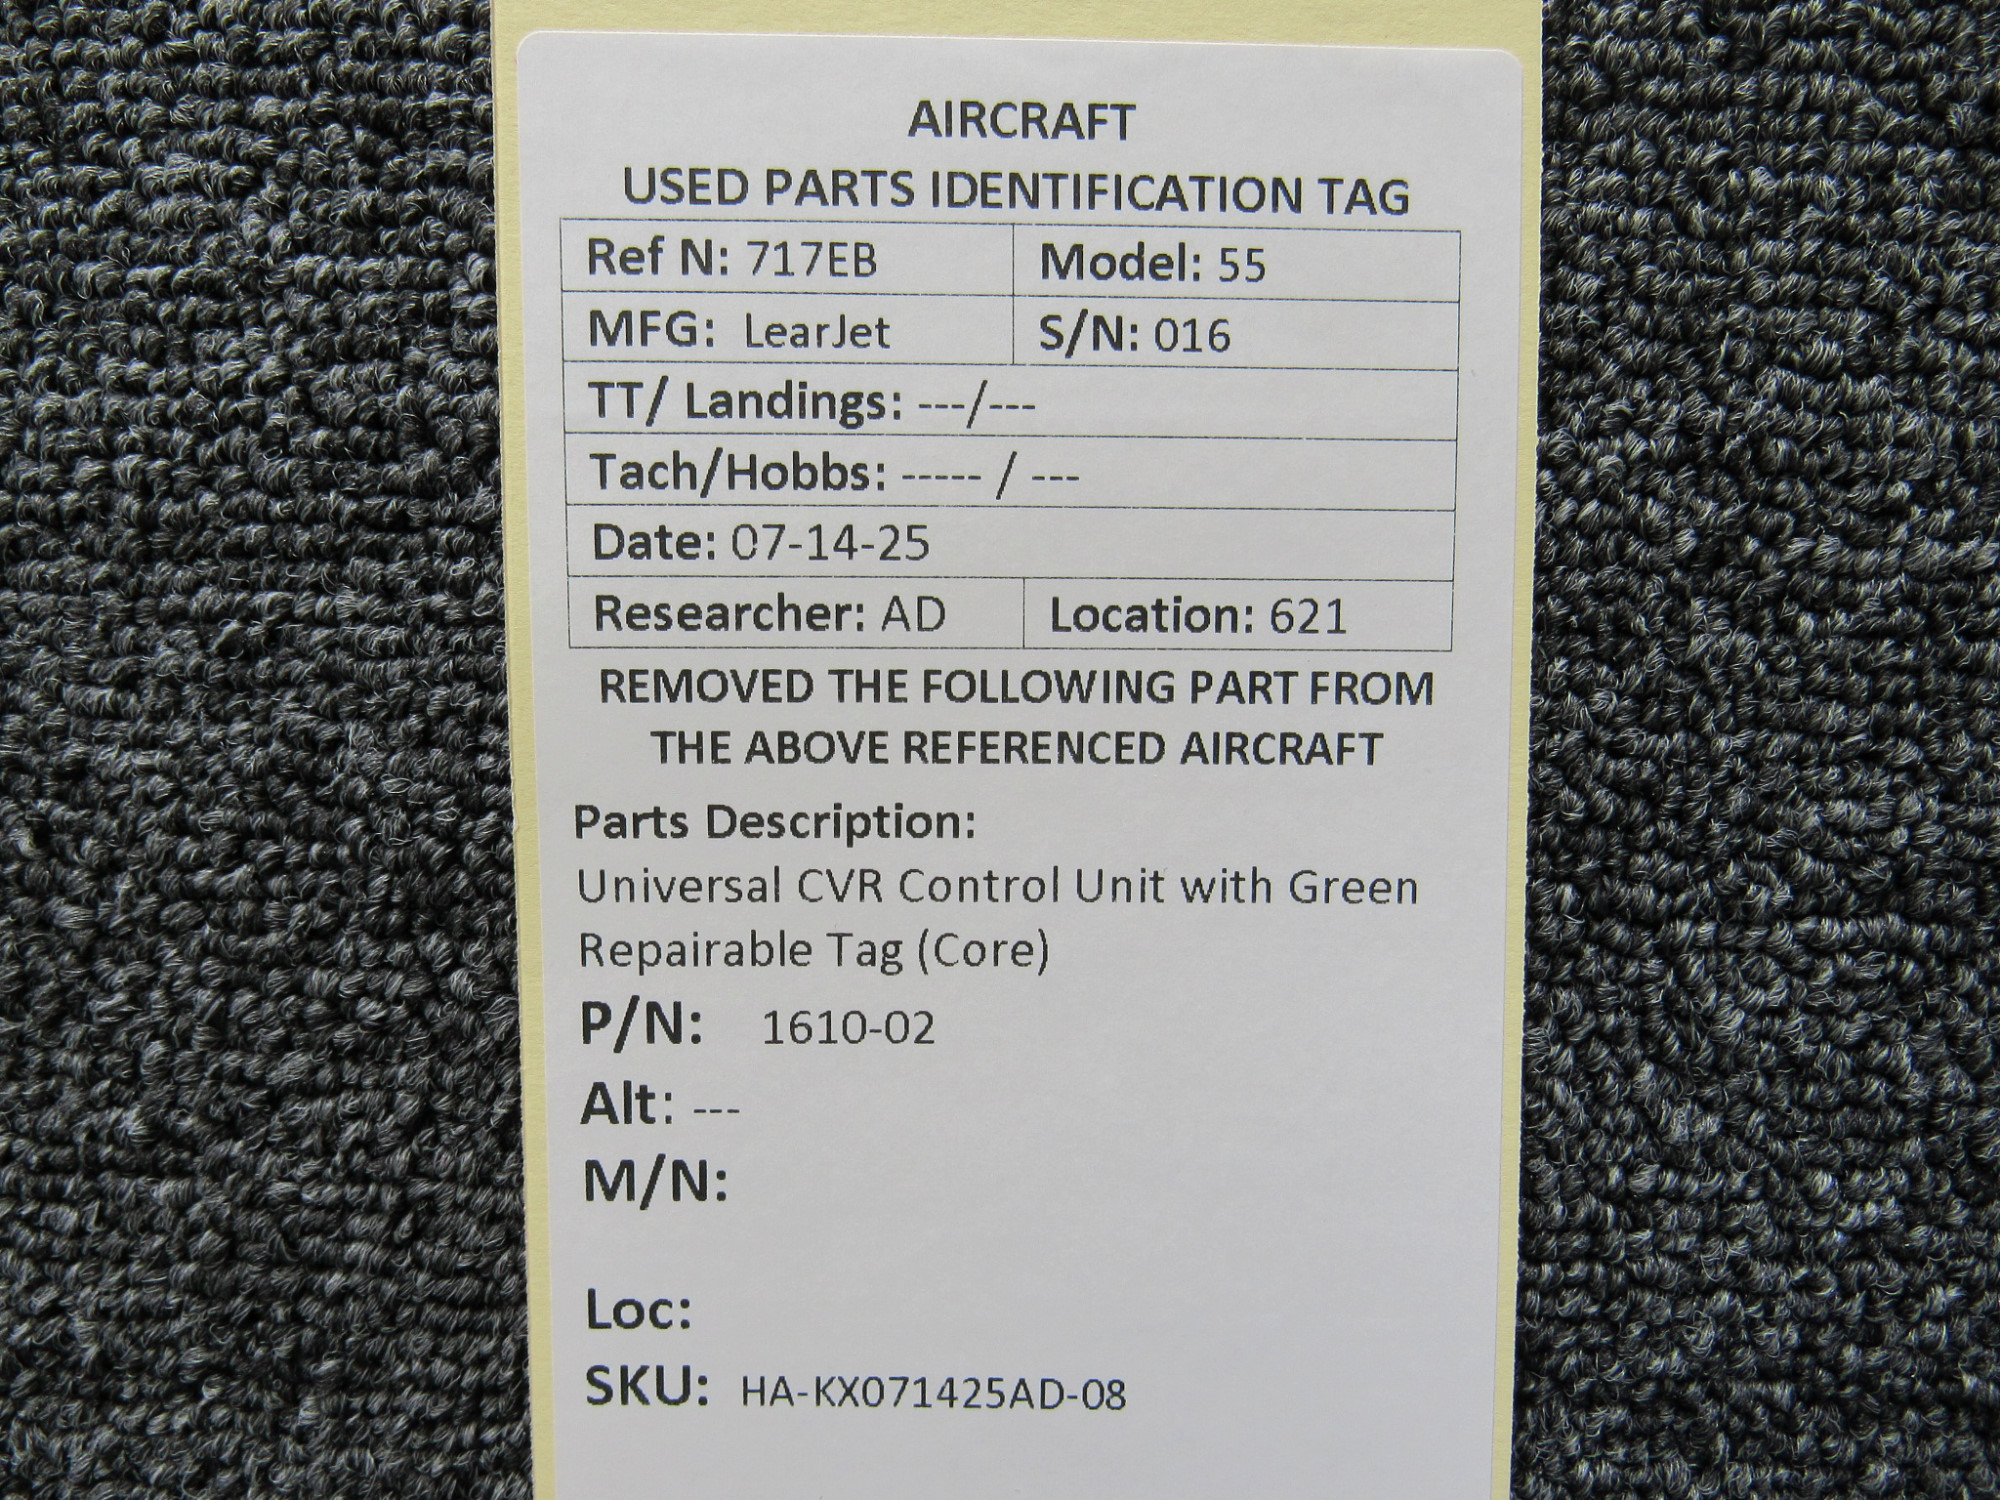 AIRCRAFT
USED PARTS IDENTIFICATION TAG
Ref N: 717EB Model: 55
MFG: LearJet S/N: 016
TT/ Landings: ---/---
Tach/Hobbs: ----- / ---
Date: 07-14-25
Researcher: AD Location: 621
REMOVED THE FOLLOWING PART FROM
THE ABOVE REFERENCED AIRCRAFT
Parts Description:
Universal CVR Control Unit with Green
Repairable Tag (Core)
P/N: 1610-02
Alt: ---
M/N:
Loc:
SKU: HA-KX071425AD-08